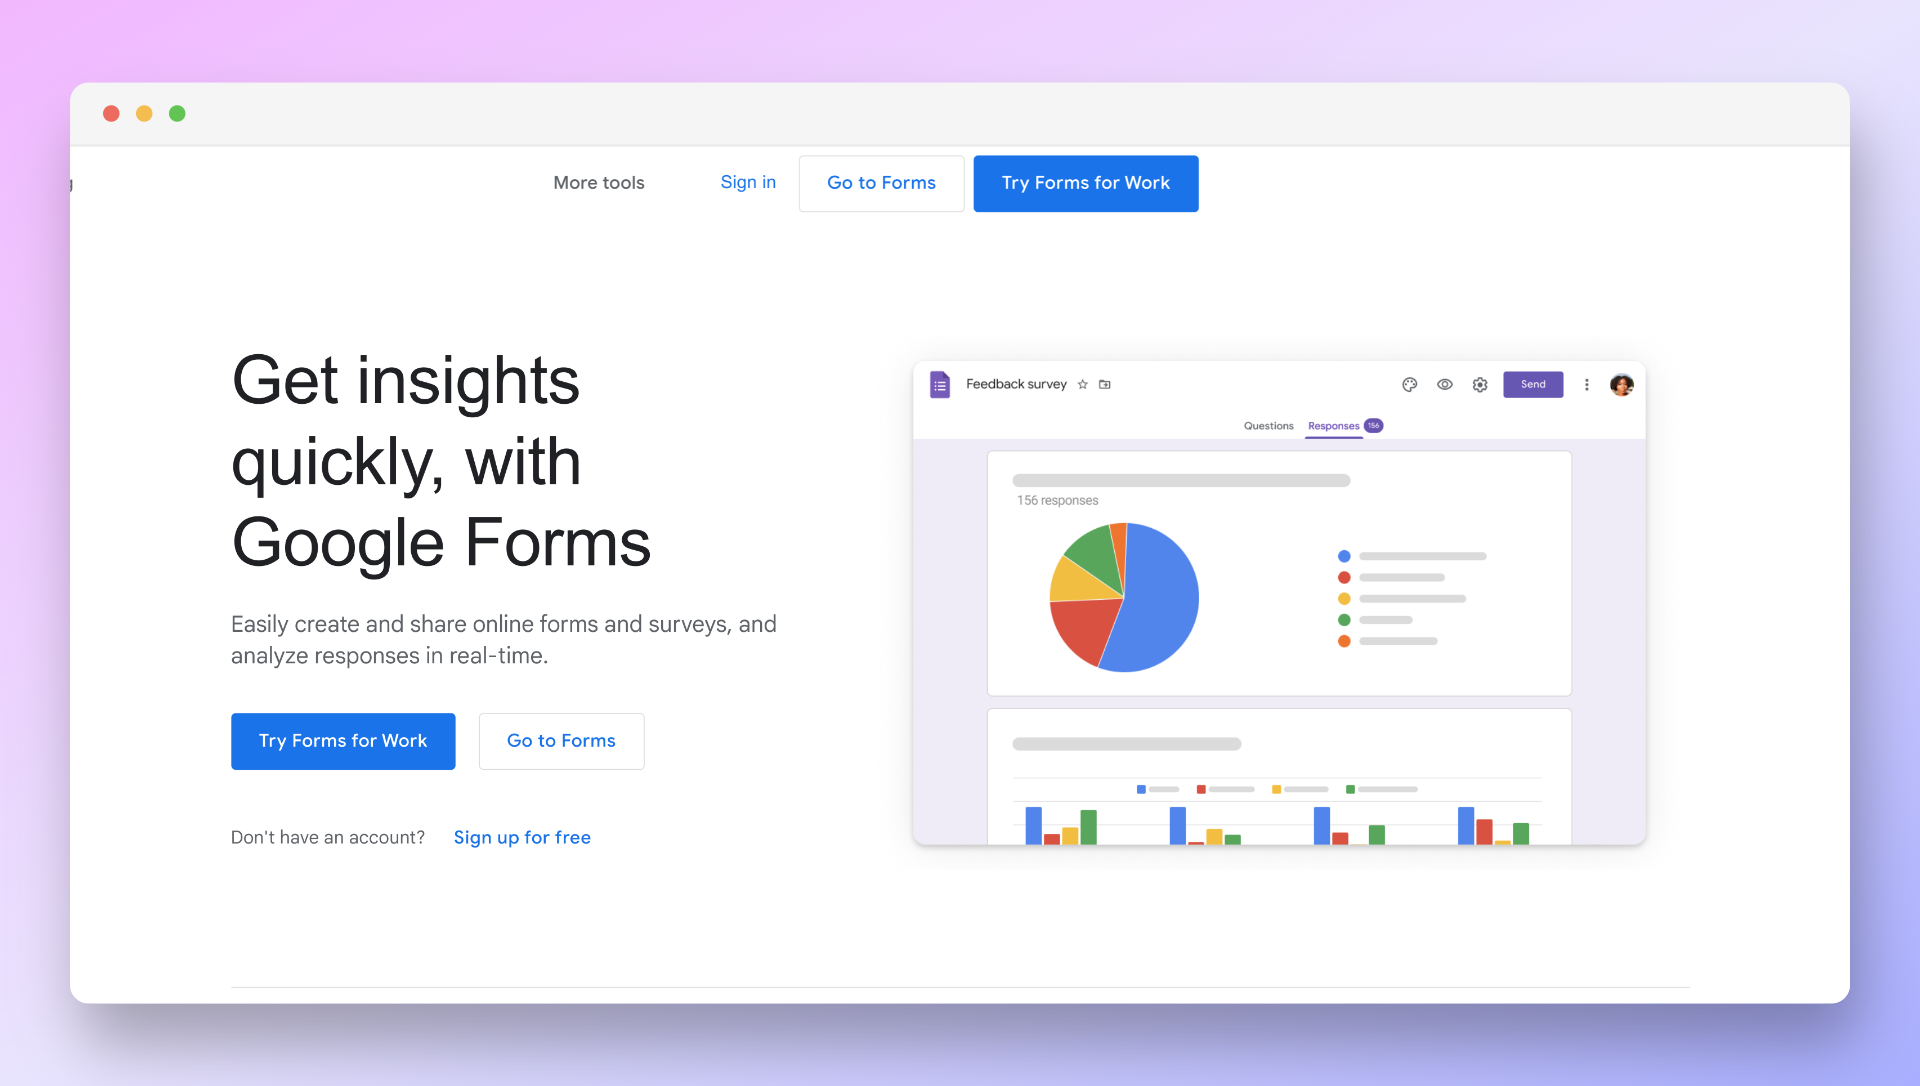 g
More tools
Sign in
Go to Forms
Try Forms for Work
Get insights
quickly, with
Google Forms
Easily create and share online forms and surveys, and
analyze responses in real-time.
Try Forms for Work
Go to Forms
Don't have an account?
Sign up for free
Feedback survey
Send
Questions
Responses
156
156 responses